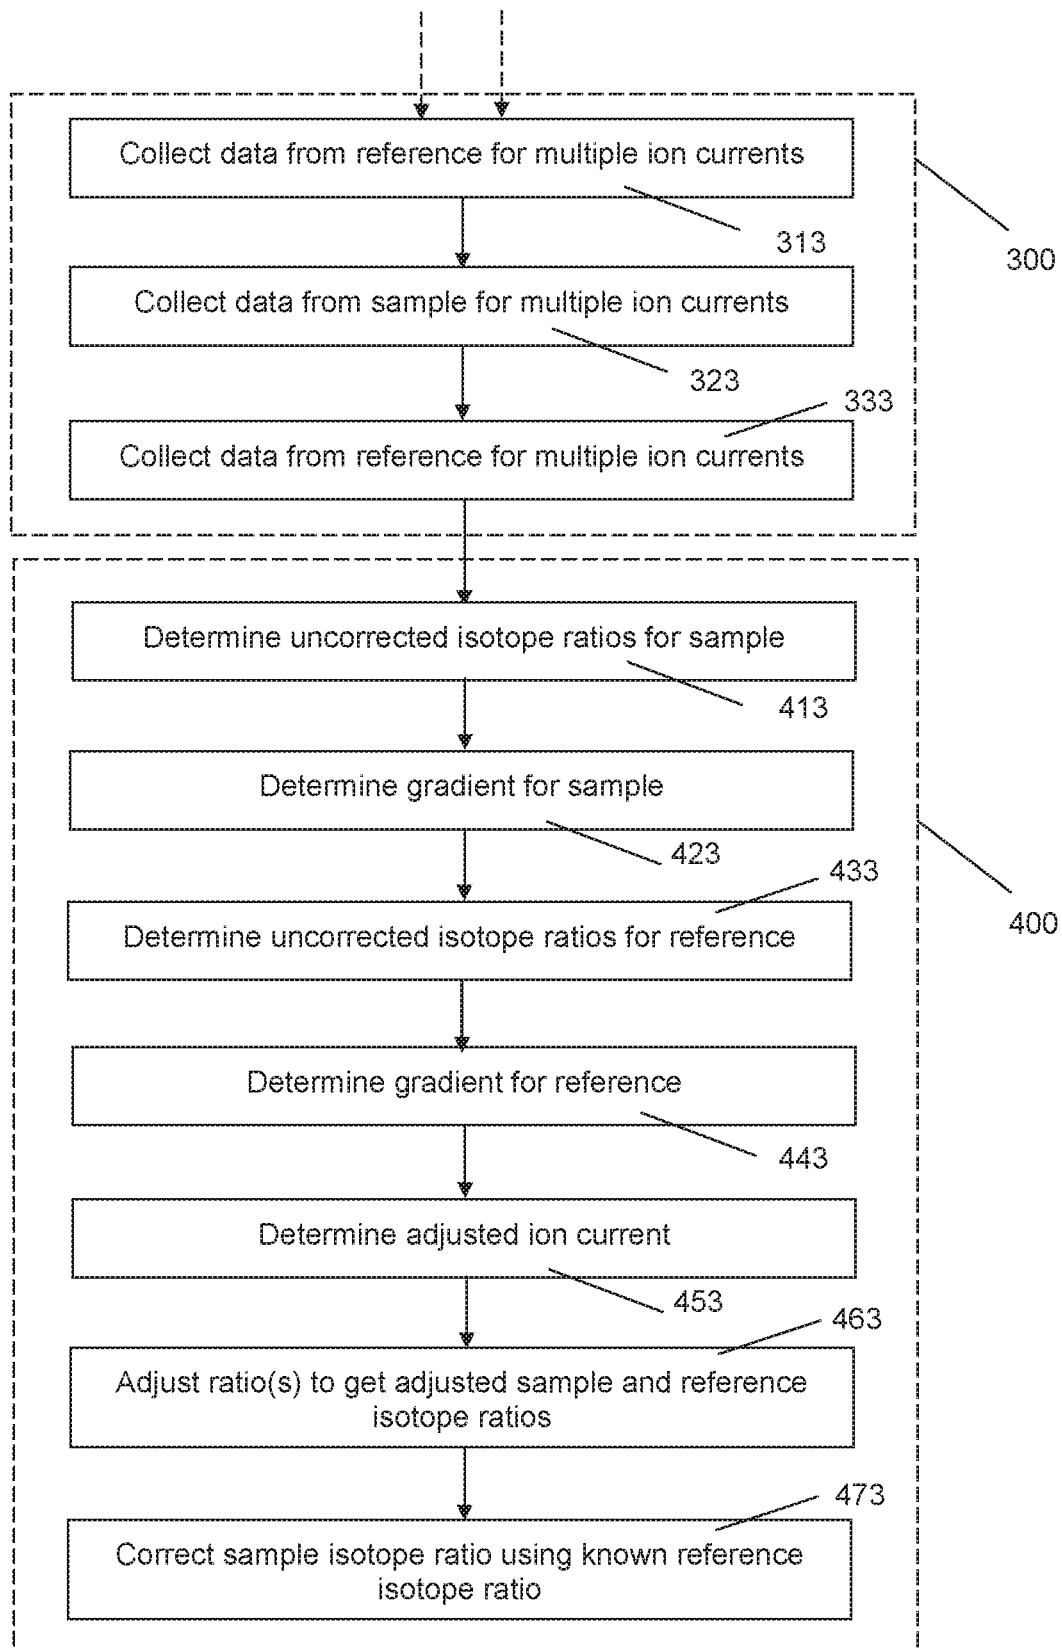 Collect data from reference for multiple ion currents
313
300
Collect data from sample for multiple ion currents
323
333
Collect data from reference for multiple ion currents
Determine uncorrected isotope ratios for sample
413
Determine gradient for sample
423
433
400
Determine uncorrected isotope ratios for reference
Determine gradient for reference
443
Determine adjusted ion current
453
463
Adjust ratio(s) to get adjusted sample and reference
isotope ratios
473
Correct sample isotope ratio using known reference
isotope ratio